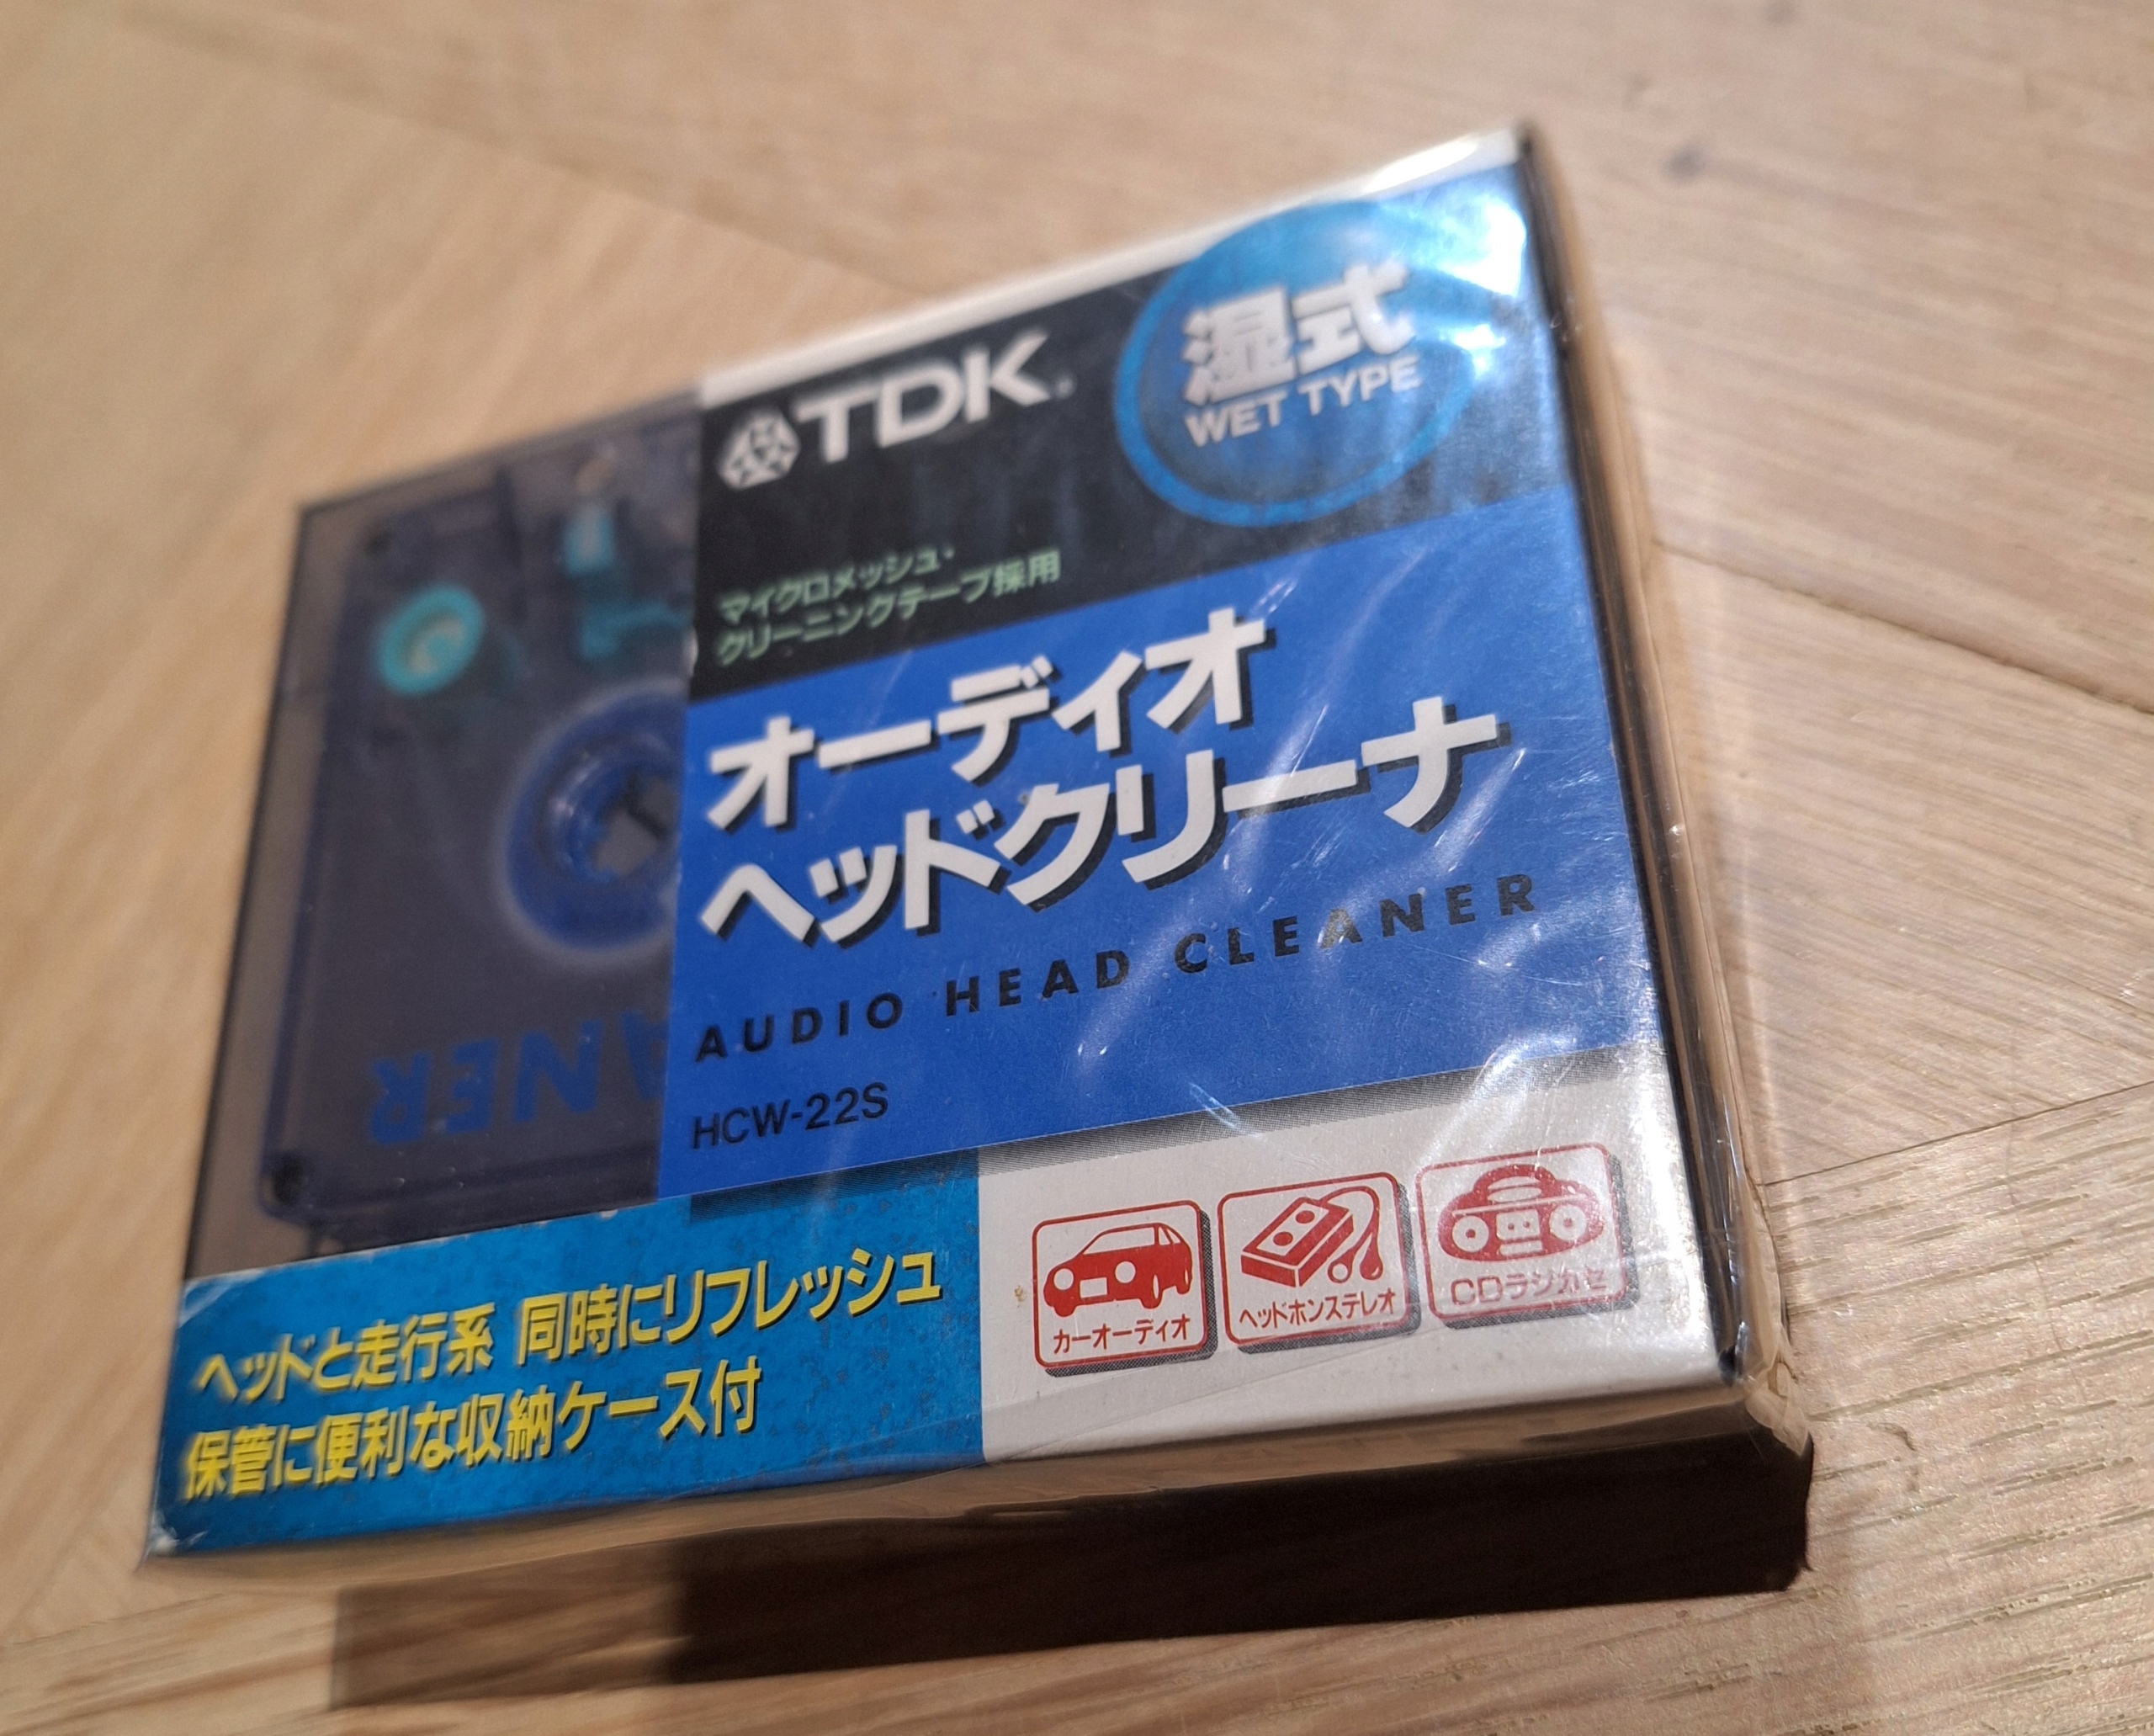 TDK
湿式
WET TYPE
マイクロメッシュ・
クリーニングテープ採用
オーディオ
ヘッドクリーナ
AUDIO HEAD CLEANER
HCW-22S
ANER
ヘッドと走行系 同時にリフレッシュ
保管に便利な収納ケース付
カーオーディオ
ヘッドホンステレオ
CDラジカセ